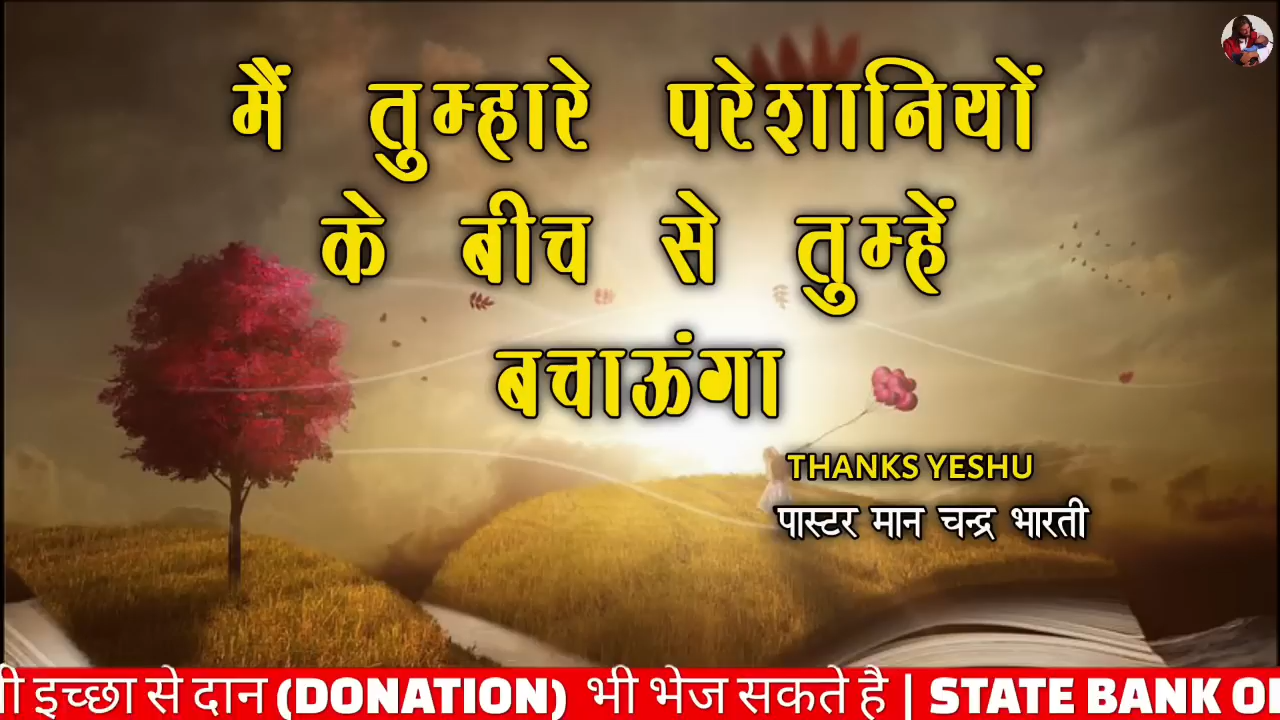 मैं तुम्हारे परेशानियों
के बीच से तुम्हें
बचाऊंगा
THANKS YESHU
पास्टर मान चन्द्र भारती
इच्छा से दान (DONATION) भी भेज सकते है | STATE BANK